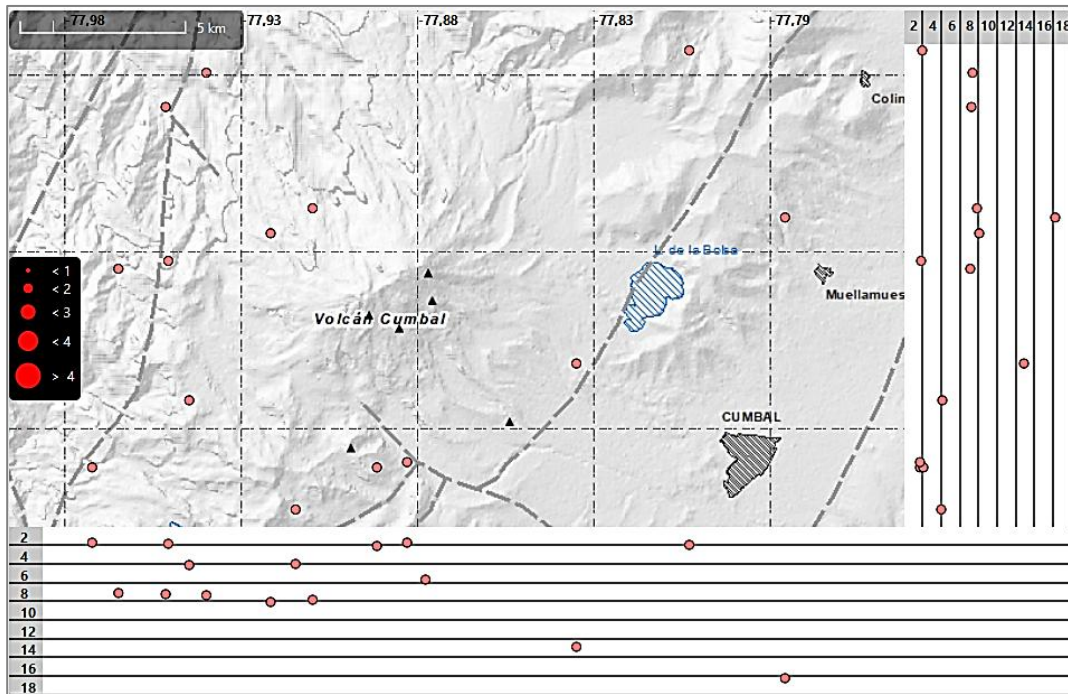 -77,98 -77,93 -77,88 -77,83 -77,79
5 km
2 4 6 8 10 12 14 16 18
Colin
L. de la Bolsa
< 1
< 2
< 3
< 4
> 4
Muellamues
Volcán Cumbal
CUMBAL
2
4
6
8
10
12
14
16
18